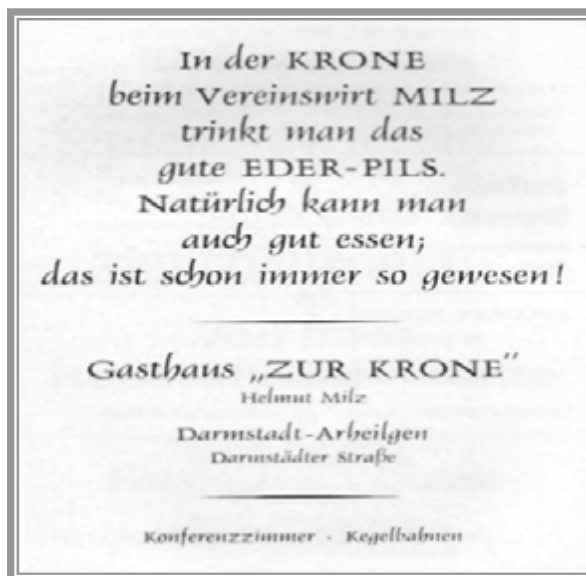 In der KRONE
beim Vereinswirt MILZ
trinkt man das
gute EDER-PILS.
Natürlich kann man
auch gut essen;
das ist schon immer so gewesen!
Gasthaus „ZUR KRONE"
Helmut Milz
Darmstadt-Arheilgen
Darmstädter Straße
Konferenzzimmer · Kegelbahnen